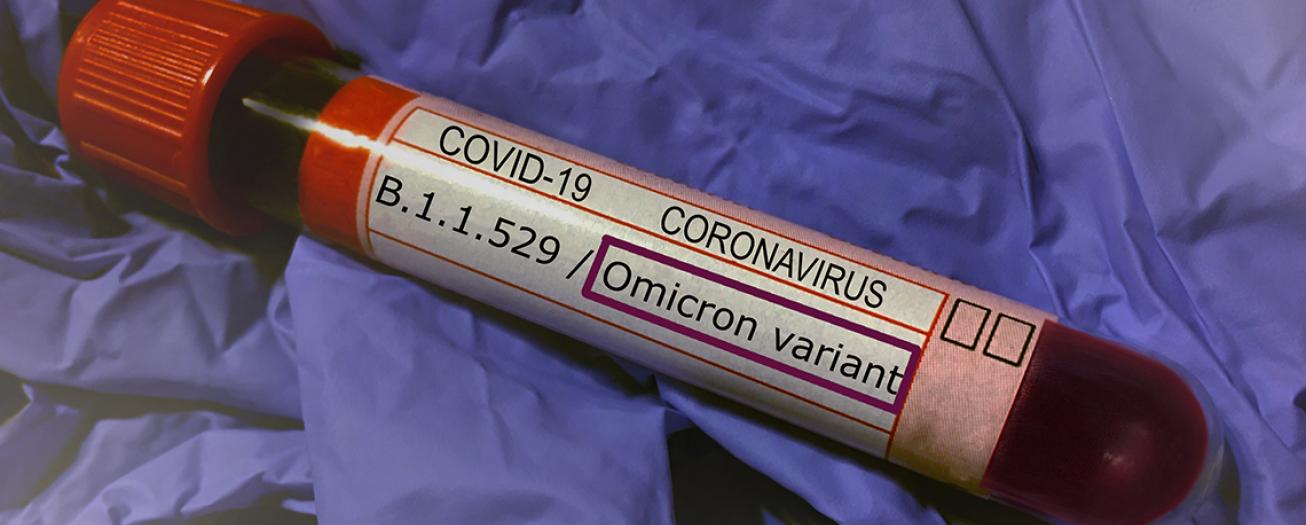 COVID-19 CORONAVIRUS
B.1.1.529 / Omicron variant